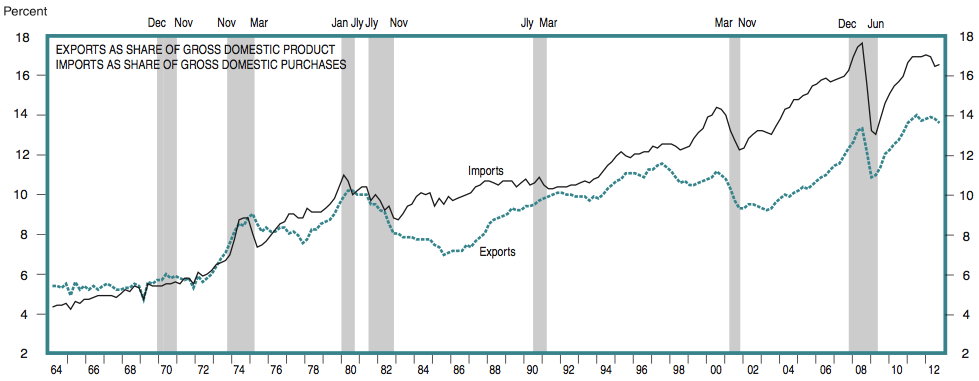 Percent
Dec Nov Nov Mar Jan Jly Jly Nov Jly Mar Mar Nov Dec Jun
18 18
EXPORTS AS SHARE OF GROSS DOMESTIC PRODUCT
IMPORTS AS SHARE OF GROSS DOMESTIC PURCHASES
16 16
14 14
12 12
Imports
10 10
8 8
Exports
6 6
4 4
2 2
64 66 68 70 72 74 76 78 80 82 84 86 88 90 92 94 96 98 00 02 04 06 08 10 12